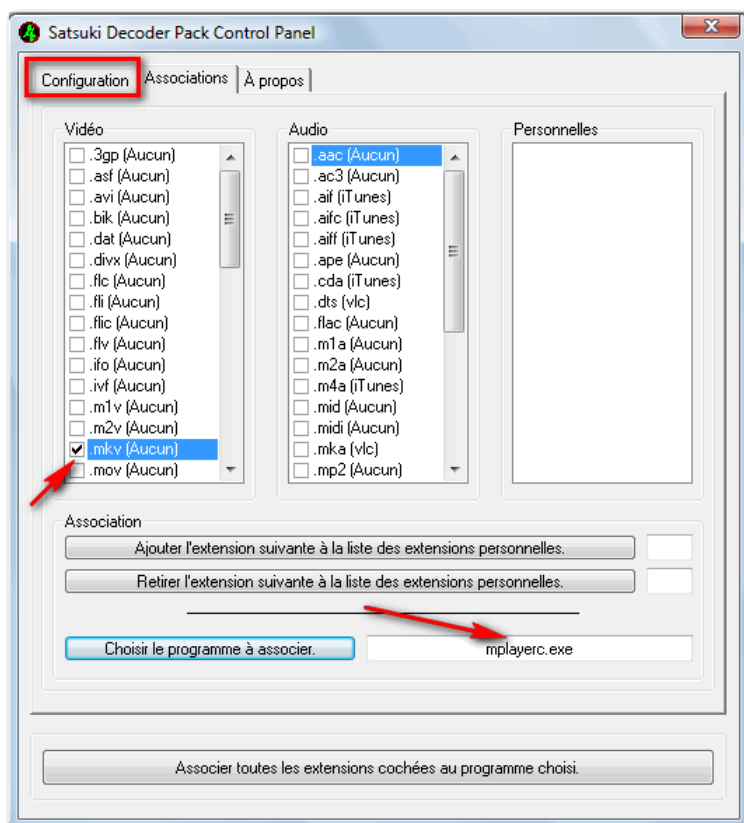 Satsuki Decoder Pack Control Panel
Configuration
Associations
À propos
Vidéo
.3gp (Aucun)
.asf (Aucun)
.avi (Aucun)
.bik (Aucun)
.dat (Aucun)
.divx (Aucun)
.flc (Aucun)
.fli (Aucun)
.flic (Aucun)
.flv (Aucun)
.ifo (Aucun)
.ivf (Aucun)
.m1v (Aucun)
.m2v (Aucun)
.mkv (Aucun)
.mov (Aucun)
Audio
.aac (Aucun)
.ac3 (Aucun)
.aif (iTunes)
.aifc (iTunes)
.aiff (iTunes)
.ape (Aucun)
.cda (iTunes)
.dts (vlc)
.flac (Aucun)
.m1a (Aucun)
.m2a (Aucun)
.m4a (iTunes)
.mid (Aucun)
.midi (Aucun)
.mka (vlc)
.mp2 (Aucun)
Personnelles
Association
Ajouter l'extension suivante à la liste des extensions personnelles.
Retirer l'extension suivante à la liste des extensions personnelles.
Choisir le programme à associer.
mplayerc.exe
Associer toutes les extensions cochées au programme choisi.